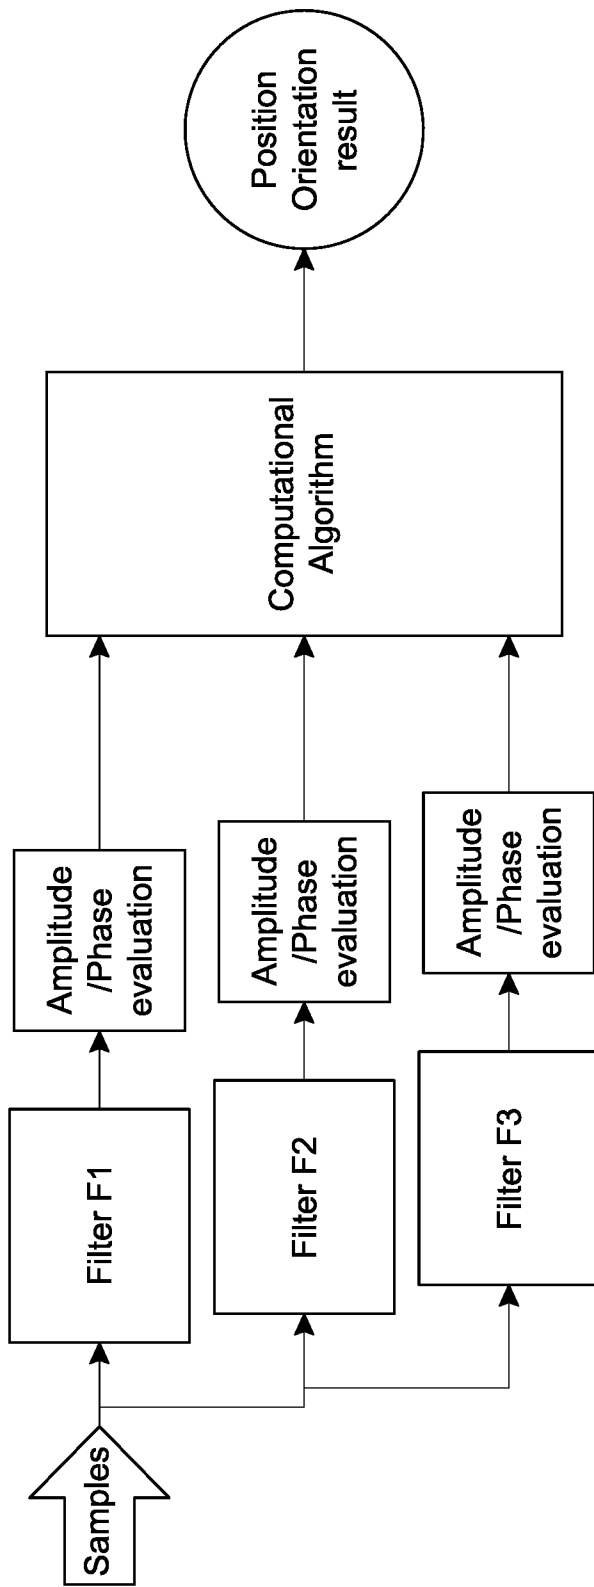 Samples
Filter F1
Filter F2
Filter F3
Amplitude
/Phase
evaluation
Amplitude
/Phase
evaluation
Amplitude
/Phase
evaluation
Computational
Algorithm
Position
Orientation
result